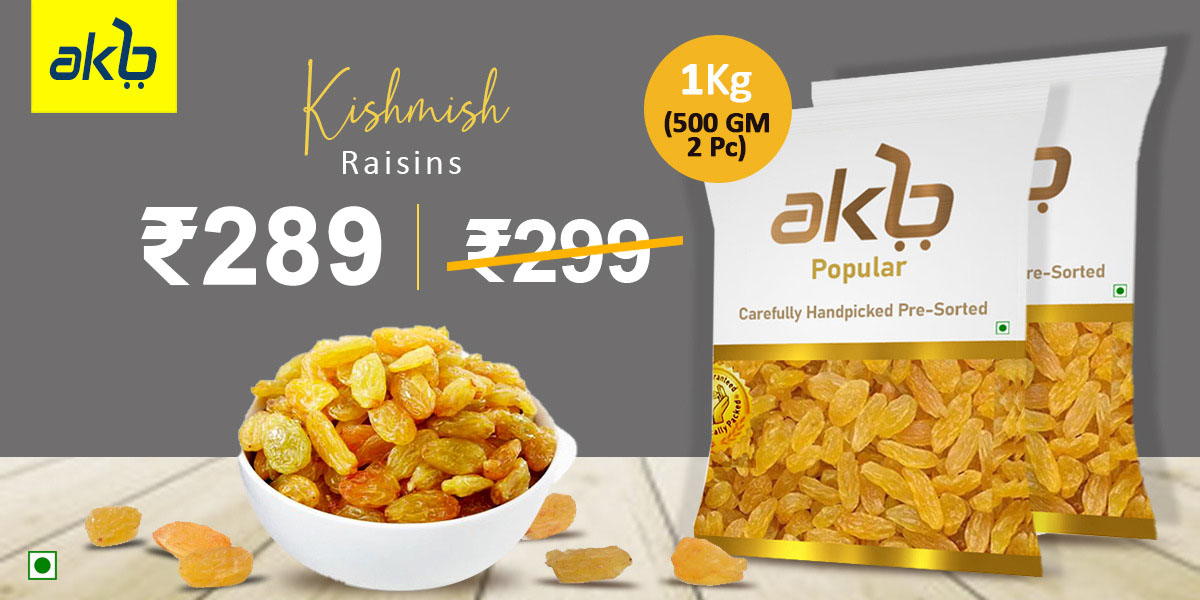 akb
Kishmish
Raisins
₹289
₹299
1Kg
(500 GM
2 Pc)
akb
Popular
Carefully Handpicked Pre-Sorted
re-Sorted